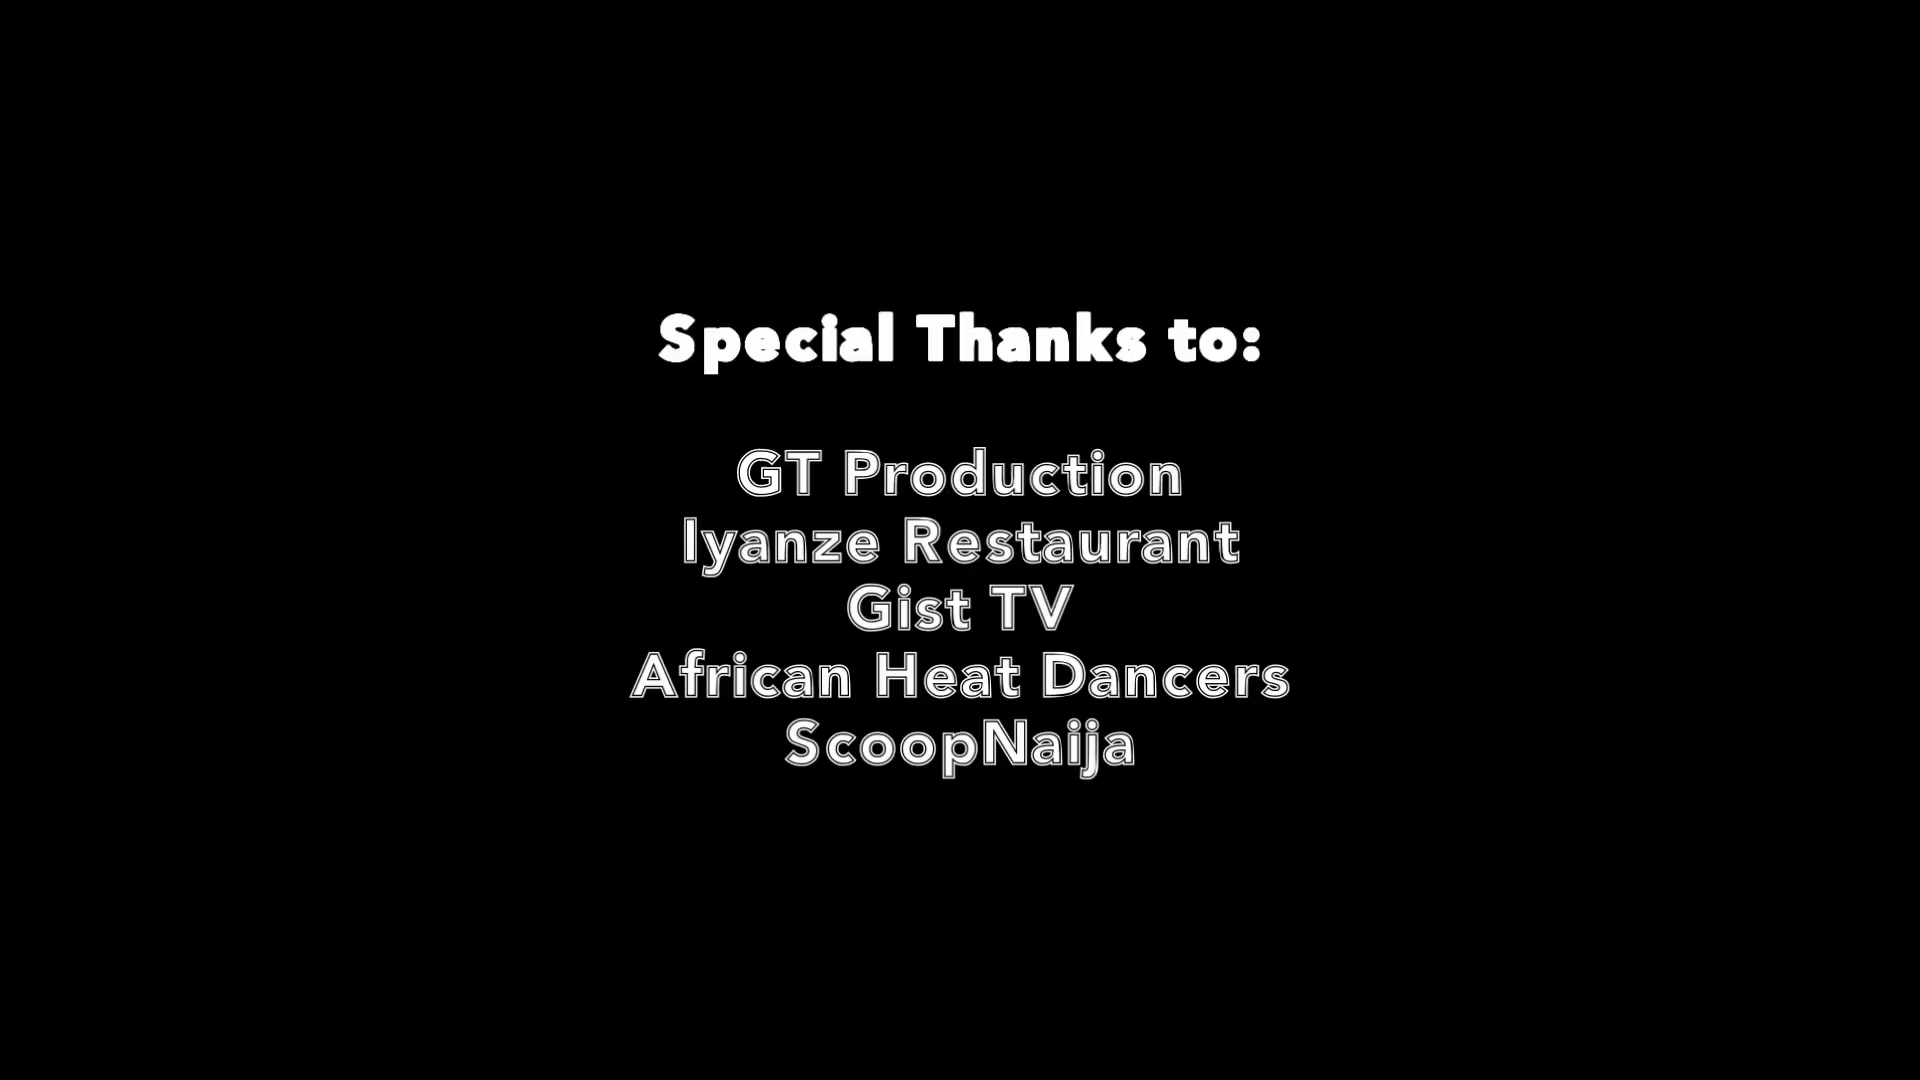 Special Thanks to:
GT Production
Iyanze Restaurant
Gist TV
African Heat Dancers
ScoopNaija